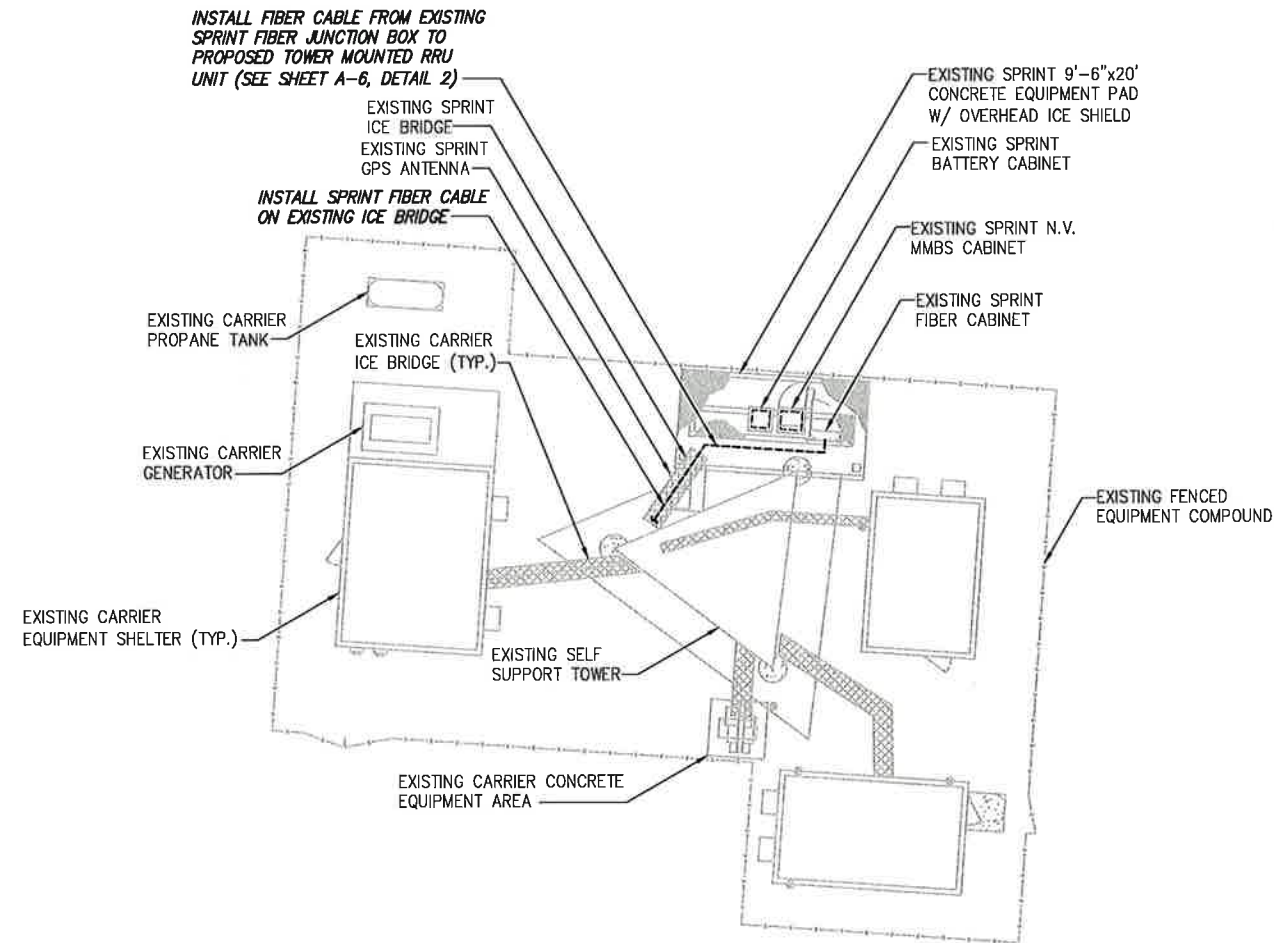 INSTALL FIBER CABLE FROM EXISTING
SPRINT FIBER JUNCTION BOX TO
PROPOSED TOWER MOUNTED RRU
UNIT (SEE SHEET A-6, DETAIL 2)
EXISTING SPRINT
ICE BRIDGE
EXISTING SPRINT
GPS ANTENNA
INSTALL SPRINT FIBER CABLE
ON EXISTING ICE BRIDGE
EXISTING SPRINT 9'-6"x20'
CONCRETE EQUIPMENT PAD
W/ OVERHEAD ICE SHIELD
EXISTING SPRINT
BATTERY CABINET
EXISTING SPRINT N.V.
MMBS CABINET
EXISTING SPRINT
FIBER CABINET
EXISTING CARRIER
PROPANE TANK
EXISTING CARRIER
ICE BRIDGE (TYP.)
EXISTING CARRIER
GENERATOR
EXISTING FENCED
EQUIPMENT COMPOUND
EXISTING CARRIER
EQUIPMENT SHELTER (TYP.)
EXISTING SELF
SUPPORT TOWER
EXISTING CARRIER CONCRETE
EQUIPMENT AREA